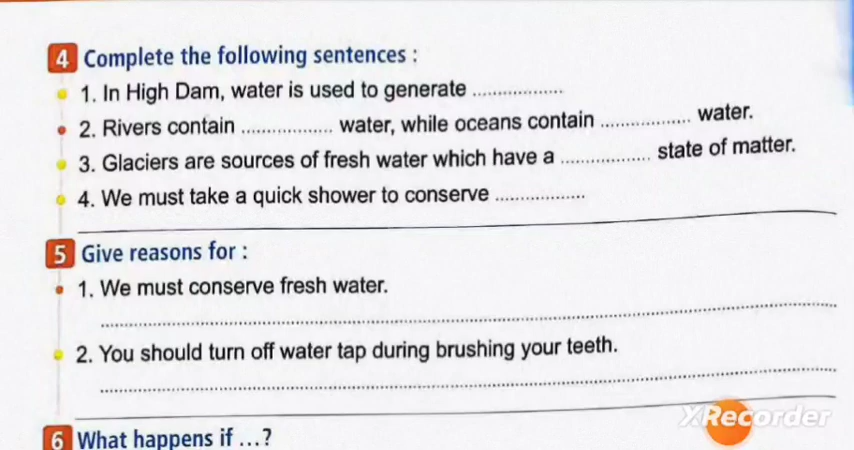 4 Complete the following sentences :
1. In High Dam, water is used to generate ..................
2. Rivers contain .................. water, while oceans contain .................. water.
3. Glaciers are sources of fresh water which have a .................. state of matter.
4. We must take a quick shower to conserve ..................
5 Give reasons for :
1. We must conserve fresh water.
2. You should turn off water tap during brushing your teeth.
XRecorder
6 What happens if ...?